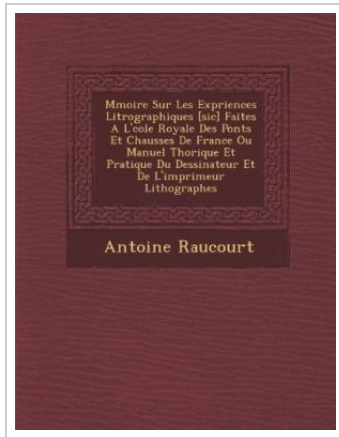 Mmoire Sur Les Expriences
Litrographiques [sic] Faites
A L'cole Royale Des Ponts
Et Chausses De France Ou
Manuel Thorique Et
Pratique Du Dessinateur Et
De L'imprimeur
Lithographes
Antoine Raucourt